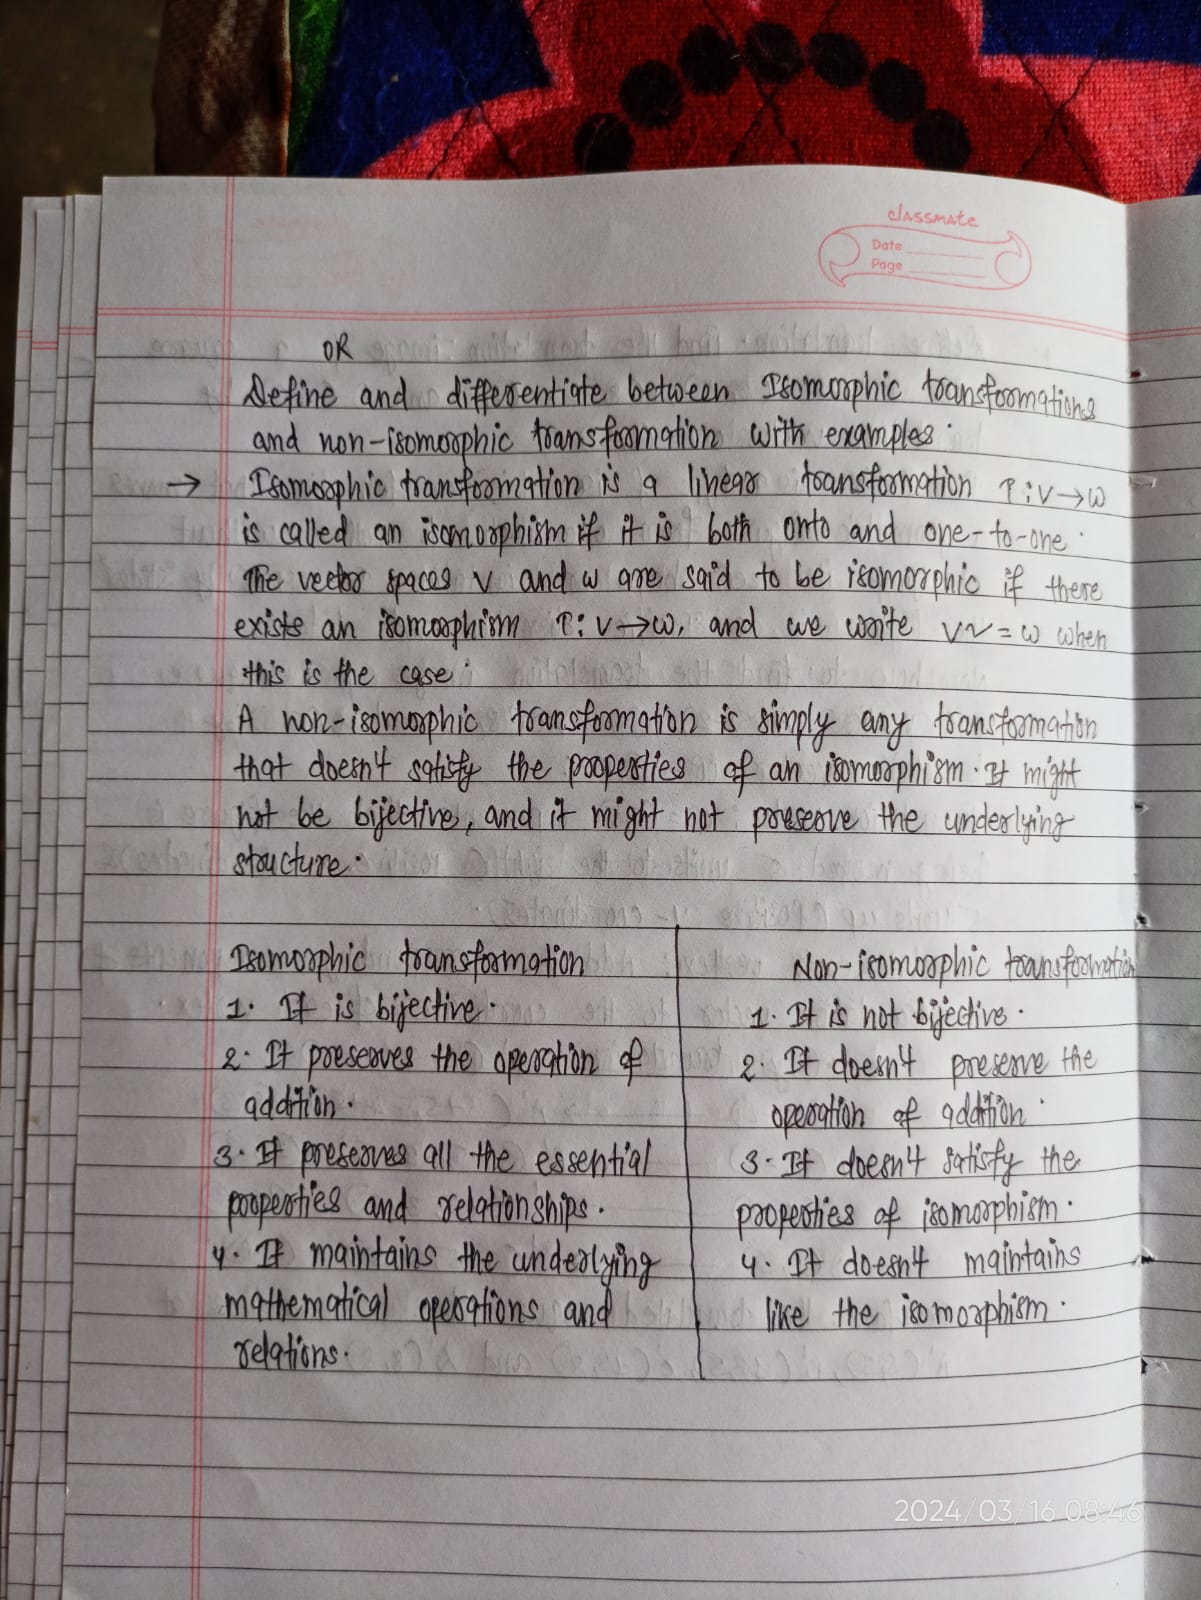 classmate
Date
Page
OR
Define and differentiate between Isomorphic transformations
and non-isomorphic transformation with examples.
→ Isomorphic transformation is a linear transformation T:V→W
is called an isomorphism if it is both onto and one-to-one.
The vector spaces V and W are said to be isomorphic if there
exists an isomorphism T:V→W, and we write V~=W when
this is the case.
A non-isomorphic transformation is simply any transformation
that doesn't satisfy the properties of an isomorphism. It might
not be bijective, and it might not preserve the underlying
structure.
Isomorphic transformation
1. It is bijective.
2. It preserves the operation of
addition.
3. It preserves all the essential
properties and relationships.
4. It maintains the underlying
mathematical operations and
relations.
Non-isomorphic transformation
1. It is not bijective.
2. It doesn't preserve the
operation of addition.
3. It doesn't satisfy the
properties of isomorphism.
4. It doesn't maintains
like the isomorphism.
2024/03/16 08:46